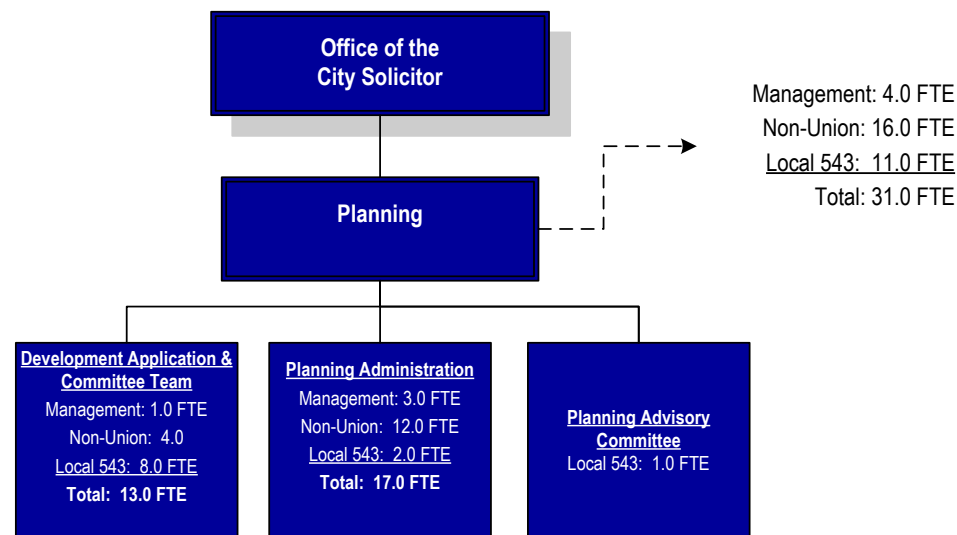 Office of the
City Solicitor
Management: 4.0 FTE
Non-Union: 16.0 FTE
Local 543: 11.0 FTE
Total: 31.0 FTE
Planning
Development Application &
Committee Team
Management: 1.0 FTE
Non-Union: 4.0
Local 543: 8.0 FTE
Total: 13.0 FTE
Planning Administration
Management: 3.0 FTE
Non-Union: 12.0 FTE
Local 543: 2.0 FTE
Total: 17.0 FTE
Planning Advisory
Committee
Local 543: 1.0 FTE